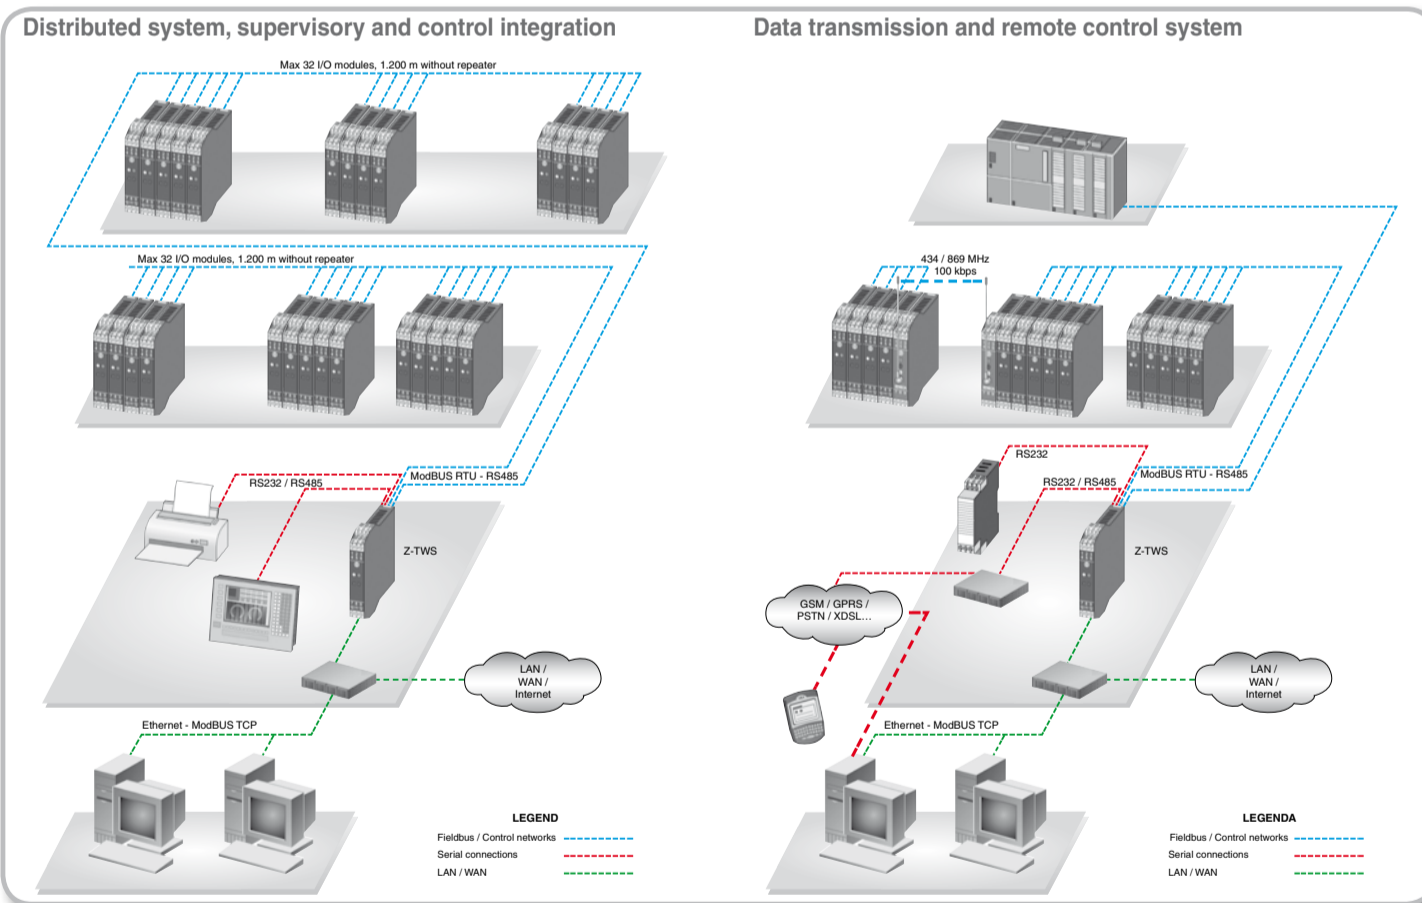 Distributed system, supervisory and control integration
Max 32 I/O modules, 1.200 m without repeater
Max 32 I/O modules, 1.200 m without repeater
ModBUS RTU - RS485
RS232 / RS485
Z-TWS
LAN /
WAN /
Internet
Ethernet - ModBUS TCP
LEGEND
Fieldbus / Control networks
Serial connections
LAN / WAN
Data transmission and remote control system
434 / 869 MHz
100 kbps
RS232
ModBUS RTU - RS485
RS232 / RS485
Z-TWS
GSM / GPRS /
PSTN / XDSL...
LAN /
WAN /
Internet
Ethernet - ModBUS TCP
LEGENDA
Fieldbus / Control networks
Serial connections
LAN / WAN